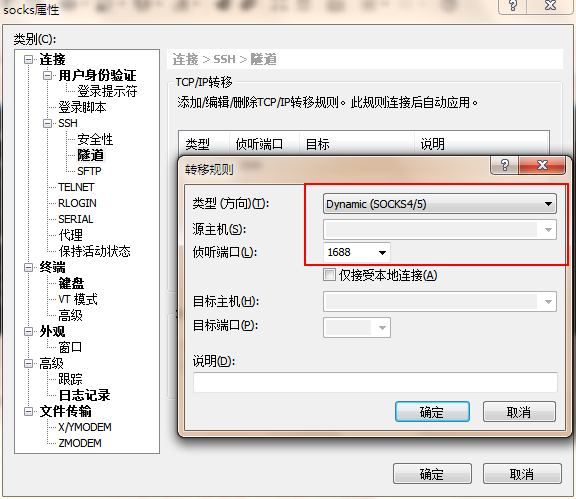 socks属性
类别(C):
连接
用户身份验证
登录提示符
登录脚本
SSH
安全性
隧道
SFTP
TELNET
RLOGIN
SERIAL
代理
保持活动状态
终端
键盘
VT 模式
高级
外观
窗口
高级
跟踪
日志记录
文件传输
X/YMODEM
ZMODEM
连接 > SSH > 隧道
TCP/IP转移
添加/编辑/删除TCP/IP转移规则。此规则连接后自动应用。
类型 侦听端口 目标 说明
转移规则
类型 (方向)(T): Dynamic (SOCKS4/5)
源主机(S):
侦听端口(L): 1688
仅接受本地连接(A)
目标主机(H):
目标端口(P):
说明(D):
确定 取消
确定 取消